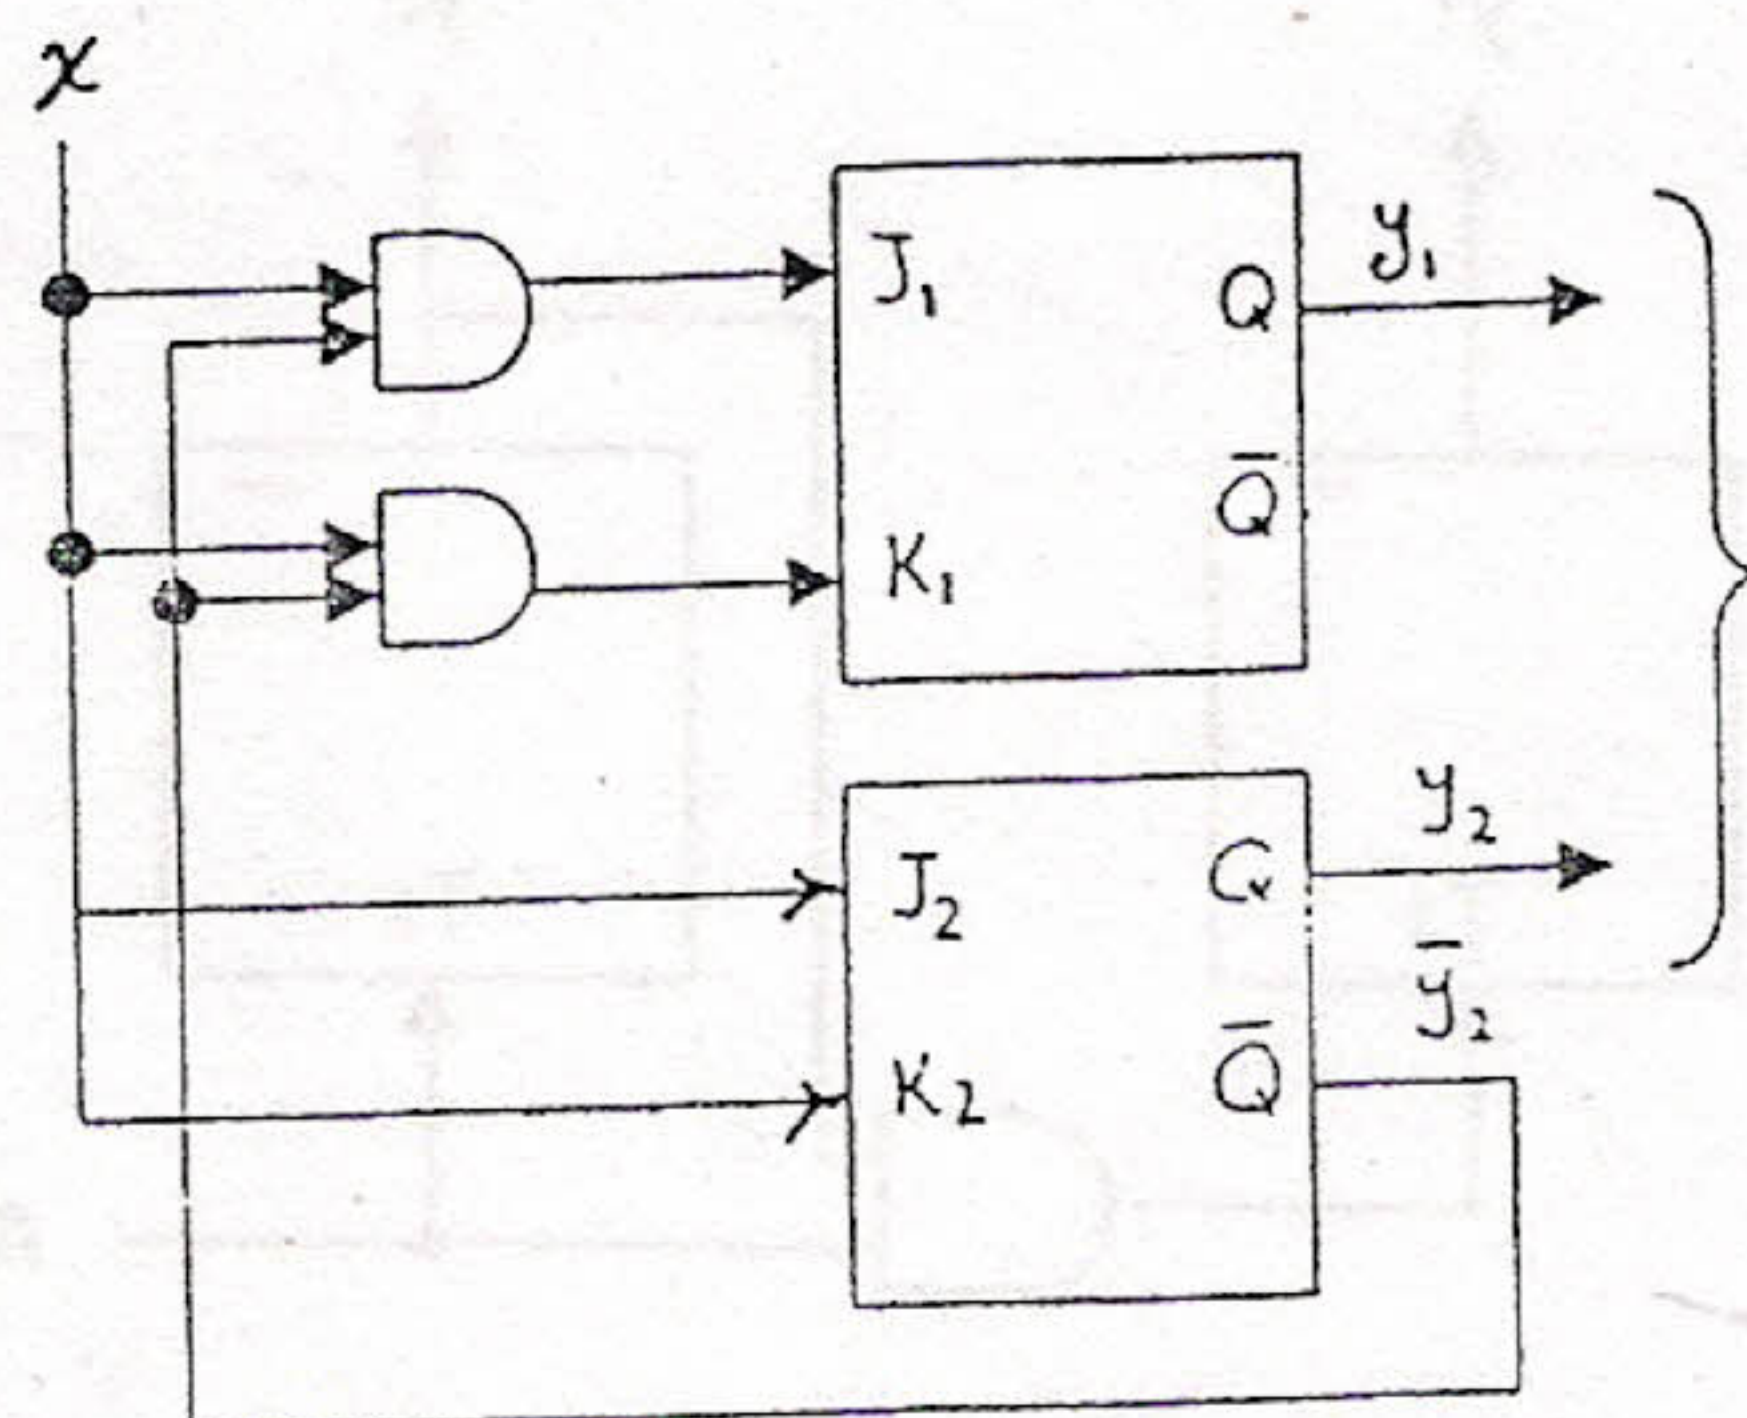 x
J₁ Q y₁
Q̄
K₁
J₂ Q y₂
ȳ₂
K₂ Q̄